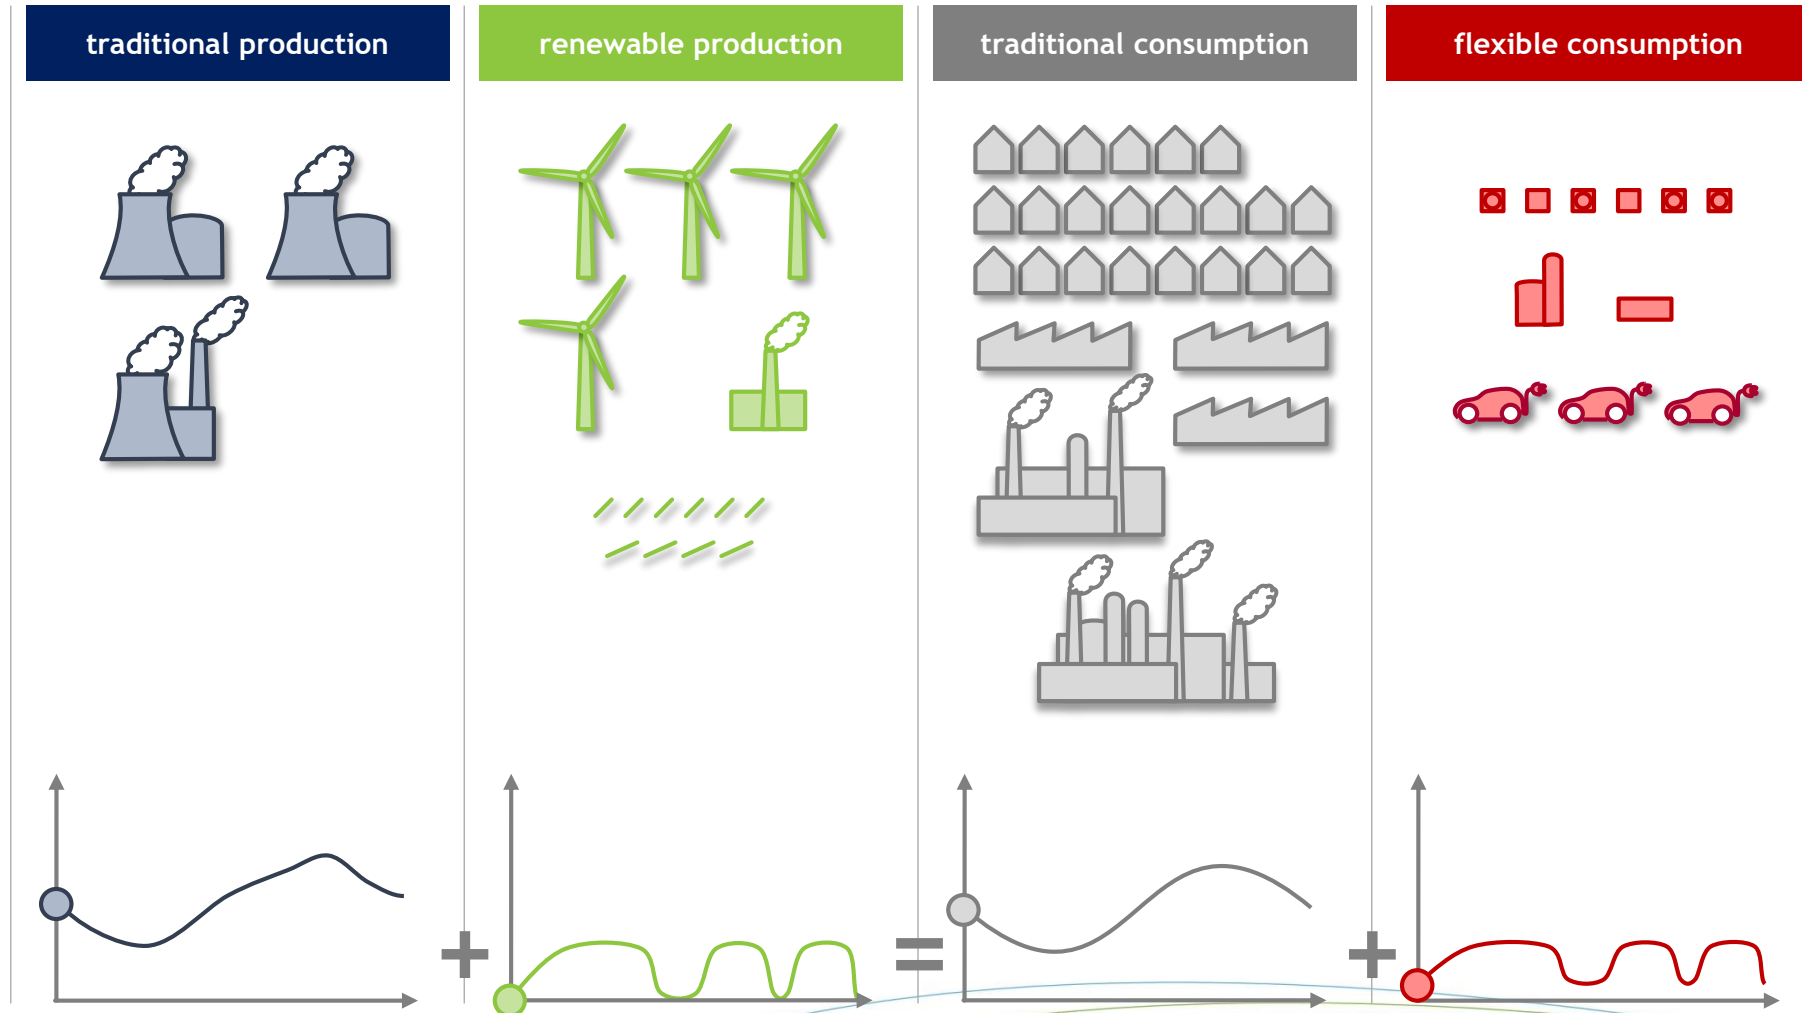 traditional production
renewable production
traditional consumption
flexible consumption
+
=
+